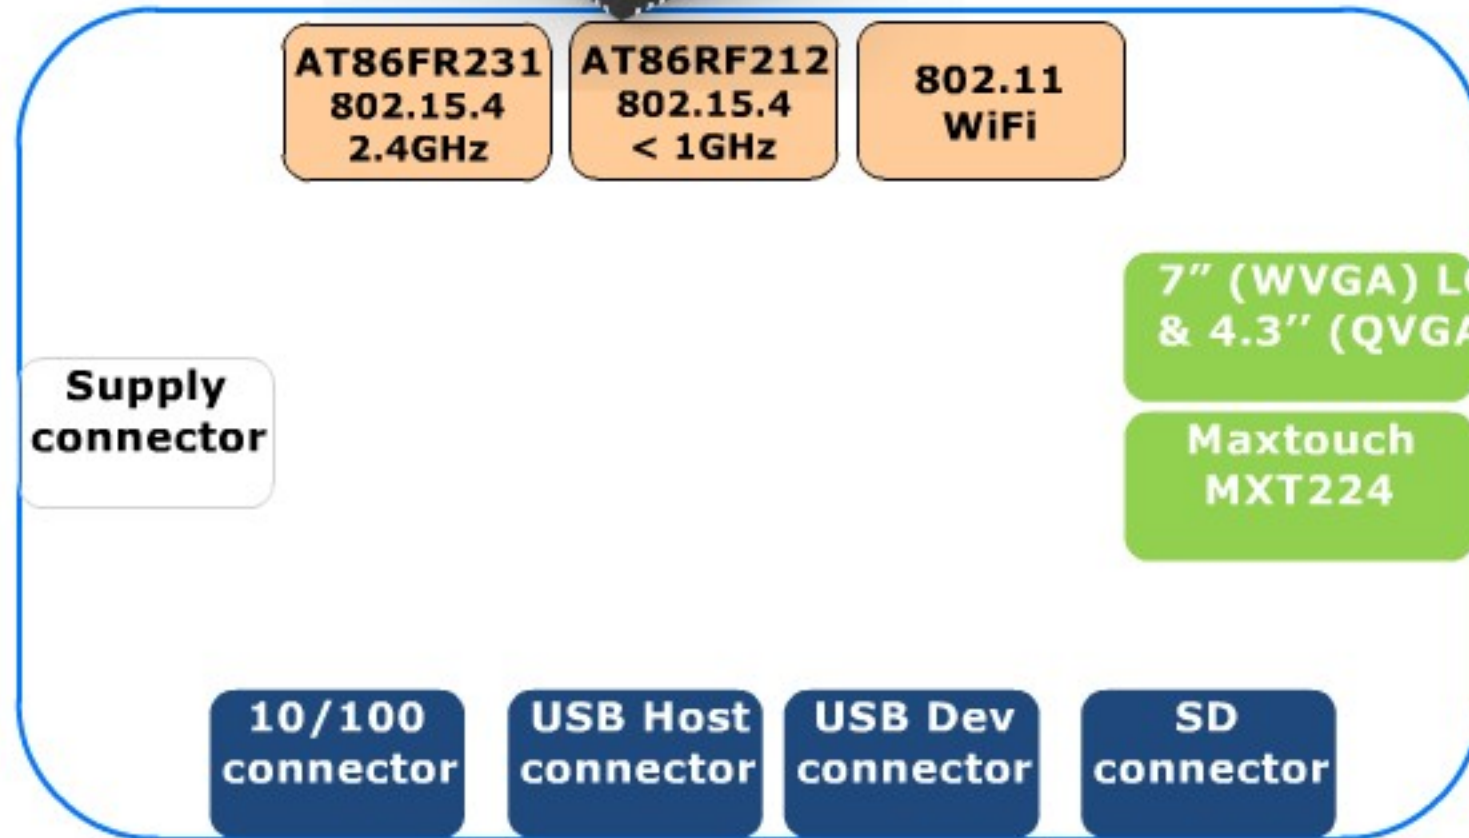 AT86FR231
802.15.4
2.4GHz
AT86RF212
802.15.4
< 1GHz
802.11
WiFi
7” (WVGA)
& 4.3’’
Supply
connector
Maxtouch
MXT224
10/100
connector
USB Host
connector
USB Dev
connector
SD
connector